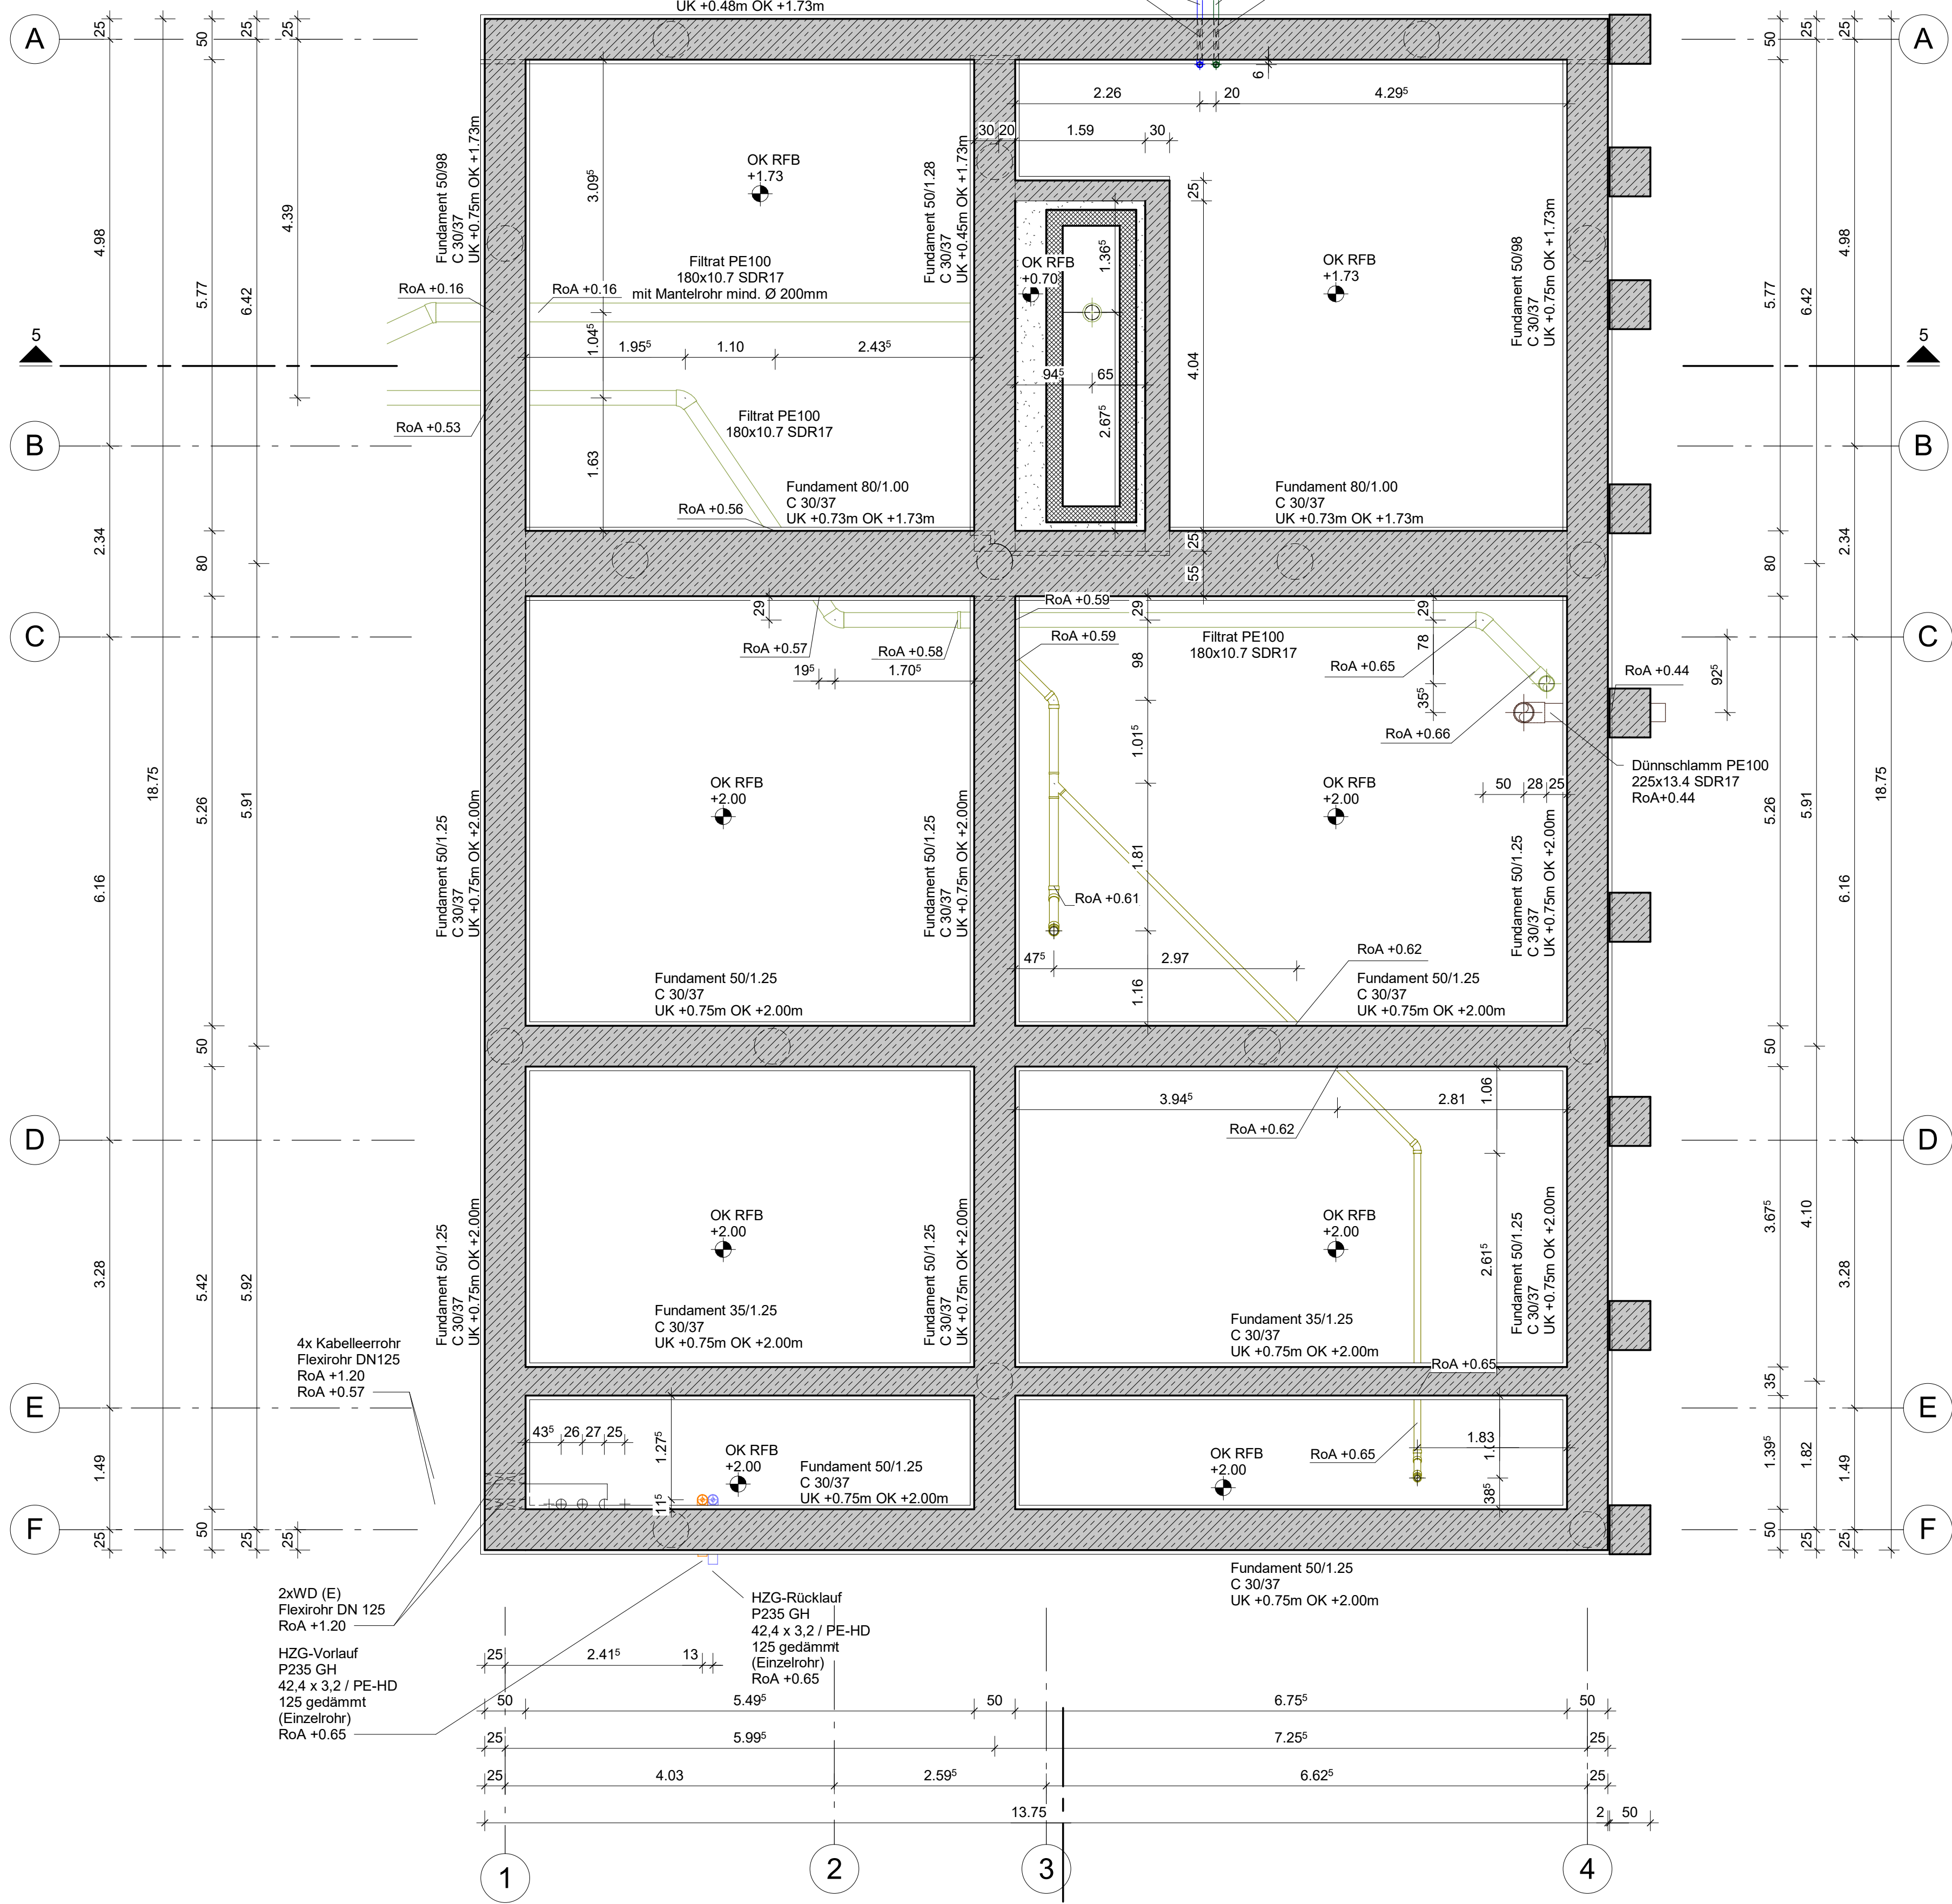 UK +0.48m OK +1.73m
A
25
50
25
25
50
25
25
A
6
2.26
20
4.29⁵
30
20
1.59
30
Fundament 50/98
C 30/37
UK +0.75m OK +1.73m
3.09⁵
OK RFB
+1.73
Fundament 50/1.28
C 30/37
UK +0.45m OK +1.73m
25
4.98
5.77
6.42
4.39
Filtrat PE100
180x10.7 SDR17
mit Mantelrohr mind. Ø 200mm
RoA +0.16
RoA +0.16
OK RFB
+0.70
1.36⁵
OK RFB
+1.73
Fundament 50/98
C 30/37
UK +0.75m OK +1.73m
5.77
6.42
4.98
5
5
1.04⁵
1.95⁵
1.10
2.43⁵
94⁵
65
4.04
2.67⁵
RoA +0.53
Filtrat PE100
180x10.7 SDR17
B
B
1.63
RoA +0.56
Fundament 80/1.00
C 30/37
UK +0.73m OK +1.73m
Fundament 80/1.00
C 30/37
UK +0.73m OK +1.73m
2.34
80
25
55
80
2.34
C
C
29
RoA +0.57
RoA +0.58
19⁵
1.70⁵
RoA +0.59
RoA +0.59
29
98
Filtrat PE100
180x10.7 SDR17
29
78
35⁵
RoA +0.65
RoA +0.66
RoA +0.44
92⁵
1.01⁵
Dünnschlamm PE100
225x13.4 SDR17
RoA+0.44
50
28
25
18.75
5.26
5.91
6.16
OK RFB
+2.00
OK RFB
+2.00
5.26
5.91
6.16
18.75
Fundament 50/1.25
C 30/37
UK +0.75m OK +2.00m
Fundament 50/1.25
C 30/37
UK +0.75m OK +2.00m
Fundament 50/1.25
C 30/37
UK +0.75m OK +2.00m
1.81
RoA +0.61
47⁵
2.97
1.16
RoA +0.62
Fundament 50/1.25
C 30/37
UK +0.75m OK +2.00m
Fundament 50/1.25
C 30/37
UK +0.75m OK +2.00m
50
50
3.94⁵
2.81
1.06
RoA +0.62
D
D
3.28
5.42
5.92
3.67⁵
4.10
3.28
OK RFB
+2.00
OK RFB
+2.00
2.61⁵
Fundament 50/1.25
C 30/37
UK +0.75m OK +2.00m
Fundament 50/1.25
C 30/37
UK +0.75m OK +2.00m
Fundament 50/1.25
C 30/37
UK +0.75m OK +2.00m
Fundament 35/1.25
C 30/37
UK +0.75m OK +2.00m
Fundament 35/1.25
C 30/37
UK +0.75m OK +2.00m
4x Kabelleerrohr
Flexirohr DN125
RoA +1.20
RoA +0.57
RoA +0.65
35
E
E
43⁵
26
27
25
1.27⁵
11⁵
OK RFB
+2.00
Fundament 50/1.25
C 30/37
UK +0.75m OK +2.00m
OK RFB
+2.00
RoA +0.65
1.83
38⁵
1.49
1.39⁵
1.82
1.49
F
25
50
25
25
50
25
25
F
2xWD (E)
Flexirohr DN 125
RoA +1.20
HZG-Vorlauf
P235 GH
42,4 x 3,2 / PE-HD
125 gedämmt
(Einzelrohr)
RoA +0.65
HZG-Rücklauf
P235 GH
42,4 x 3,2 / PE-HD
125 gedämmt
(Einzelrohr)
RoA +0.65
Fundament 50/1.25
C 30/37
UK +0.75m OK +2.00m
25
2.41⁵
13
50
5.49⁵
50
6.75⁵
50
25
5.99⁵
7.25⁵
25
25
4.03
2.59⁵
6.62⁵
25
13.75
2
50
1
2
3
4